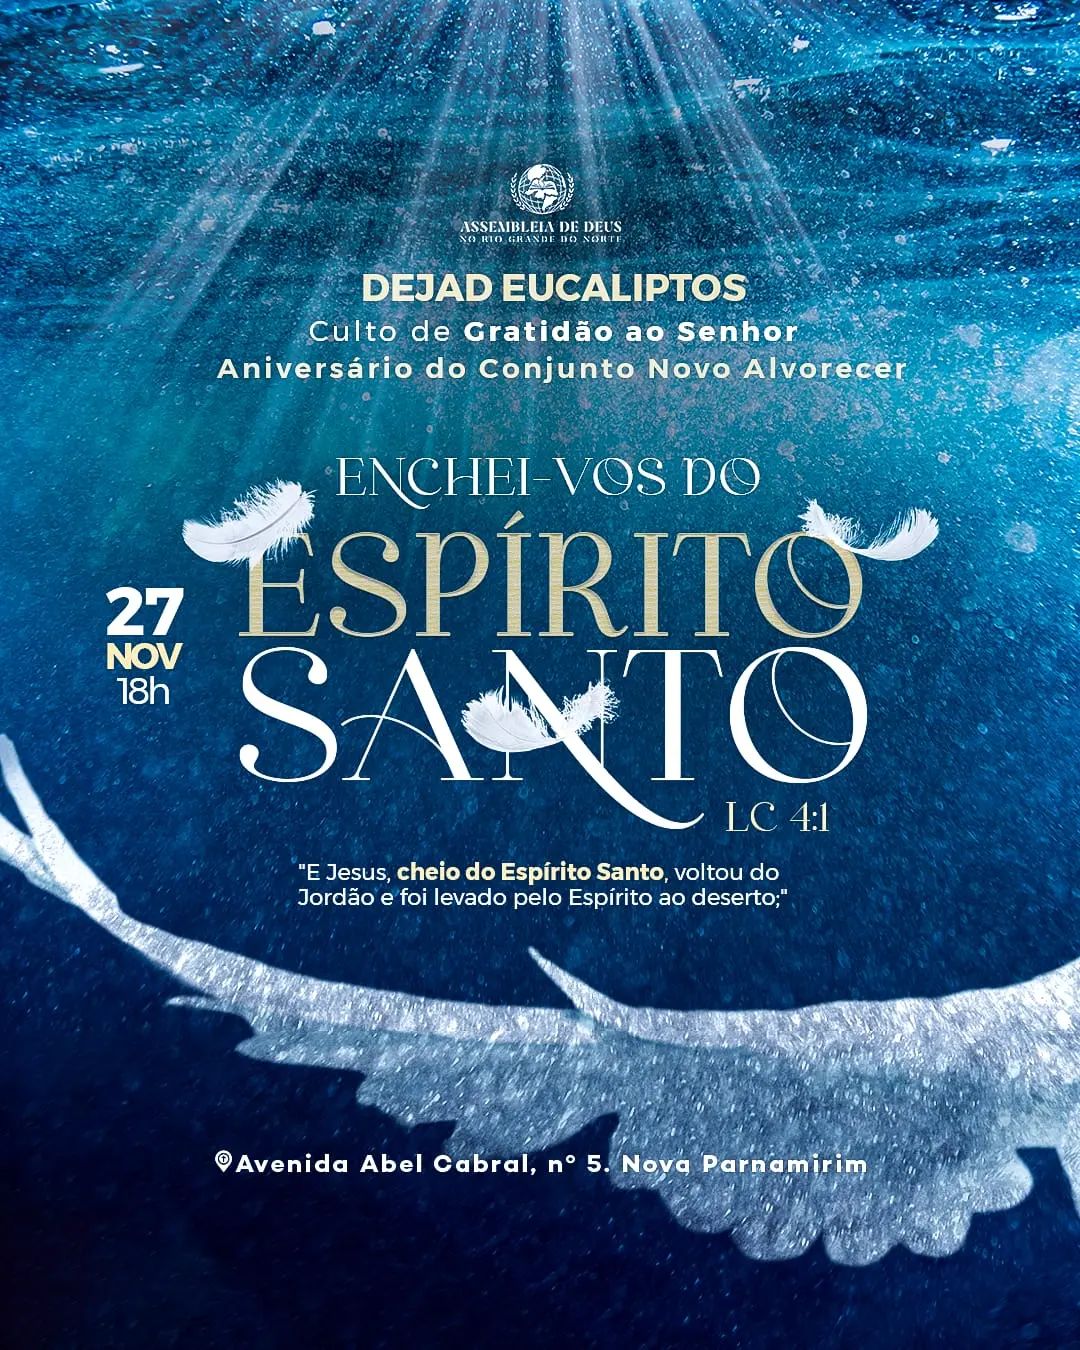 ASSEMBLEIA DE DEUS
NO RIO GRANDE DO NORTE
DEJAD EUCALIPTOS
Culto de Gratidão ao Senhor
Aniversário do Conjunto Novo Alvorecer
ENCHEI-VOS DO
ESPÍRITO
SANTO
27
NOV
18h
LC 4:1
"E Jesus, cheio do Espírito Santo, voltou do
Jordão e foi levado pelo Espírito ao deserto;"
Avenida Abel Cabral, nº 5. Nova Parnamirim